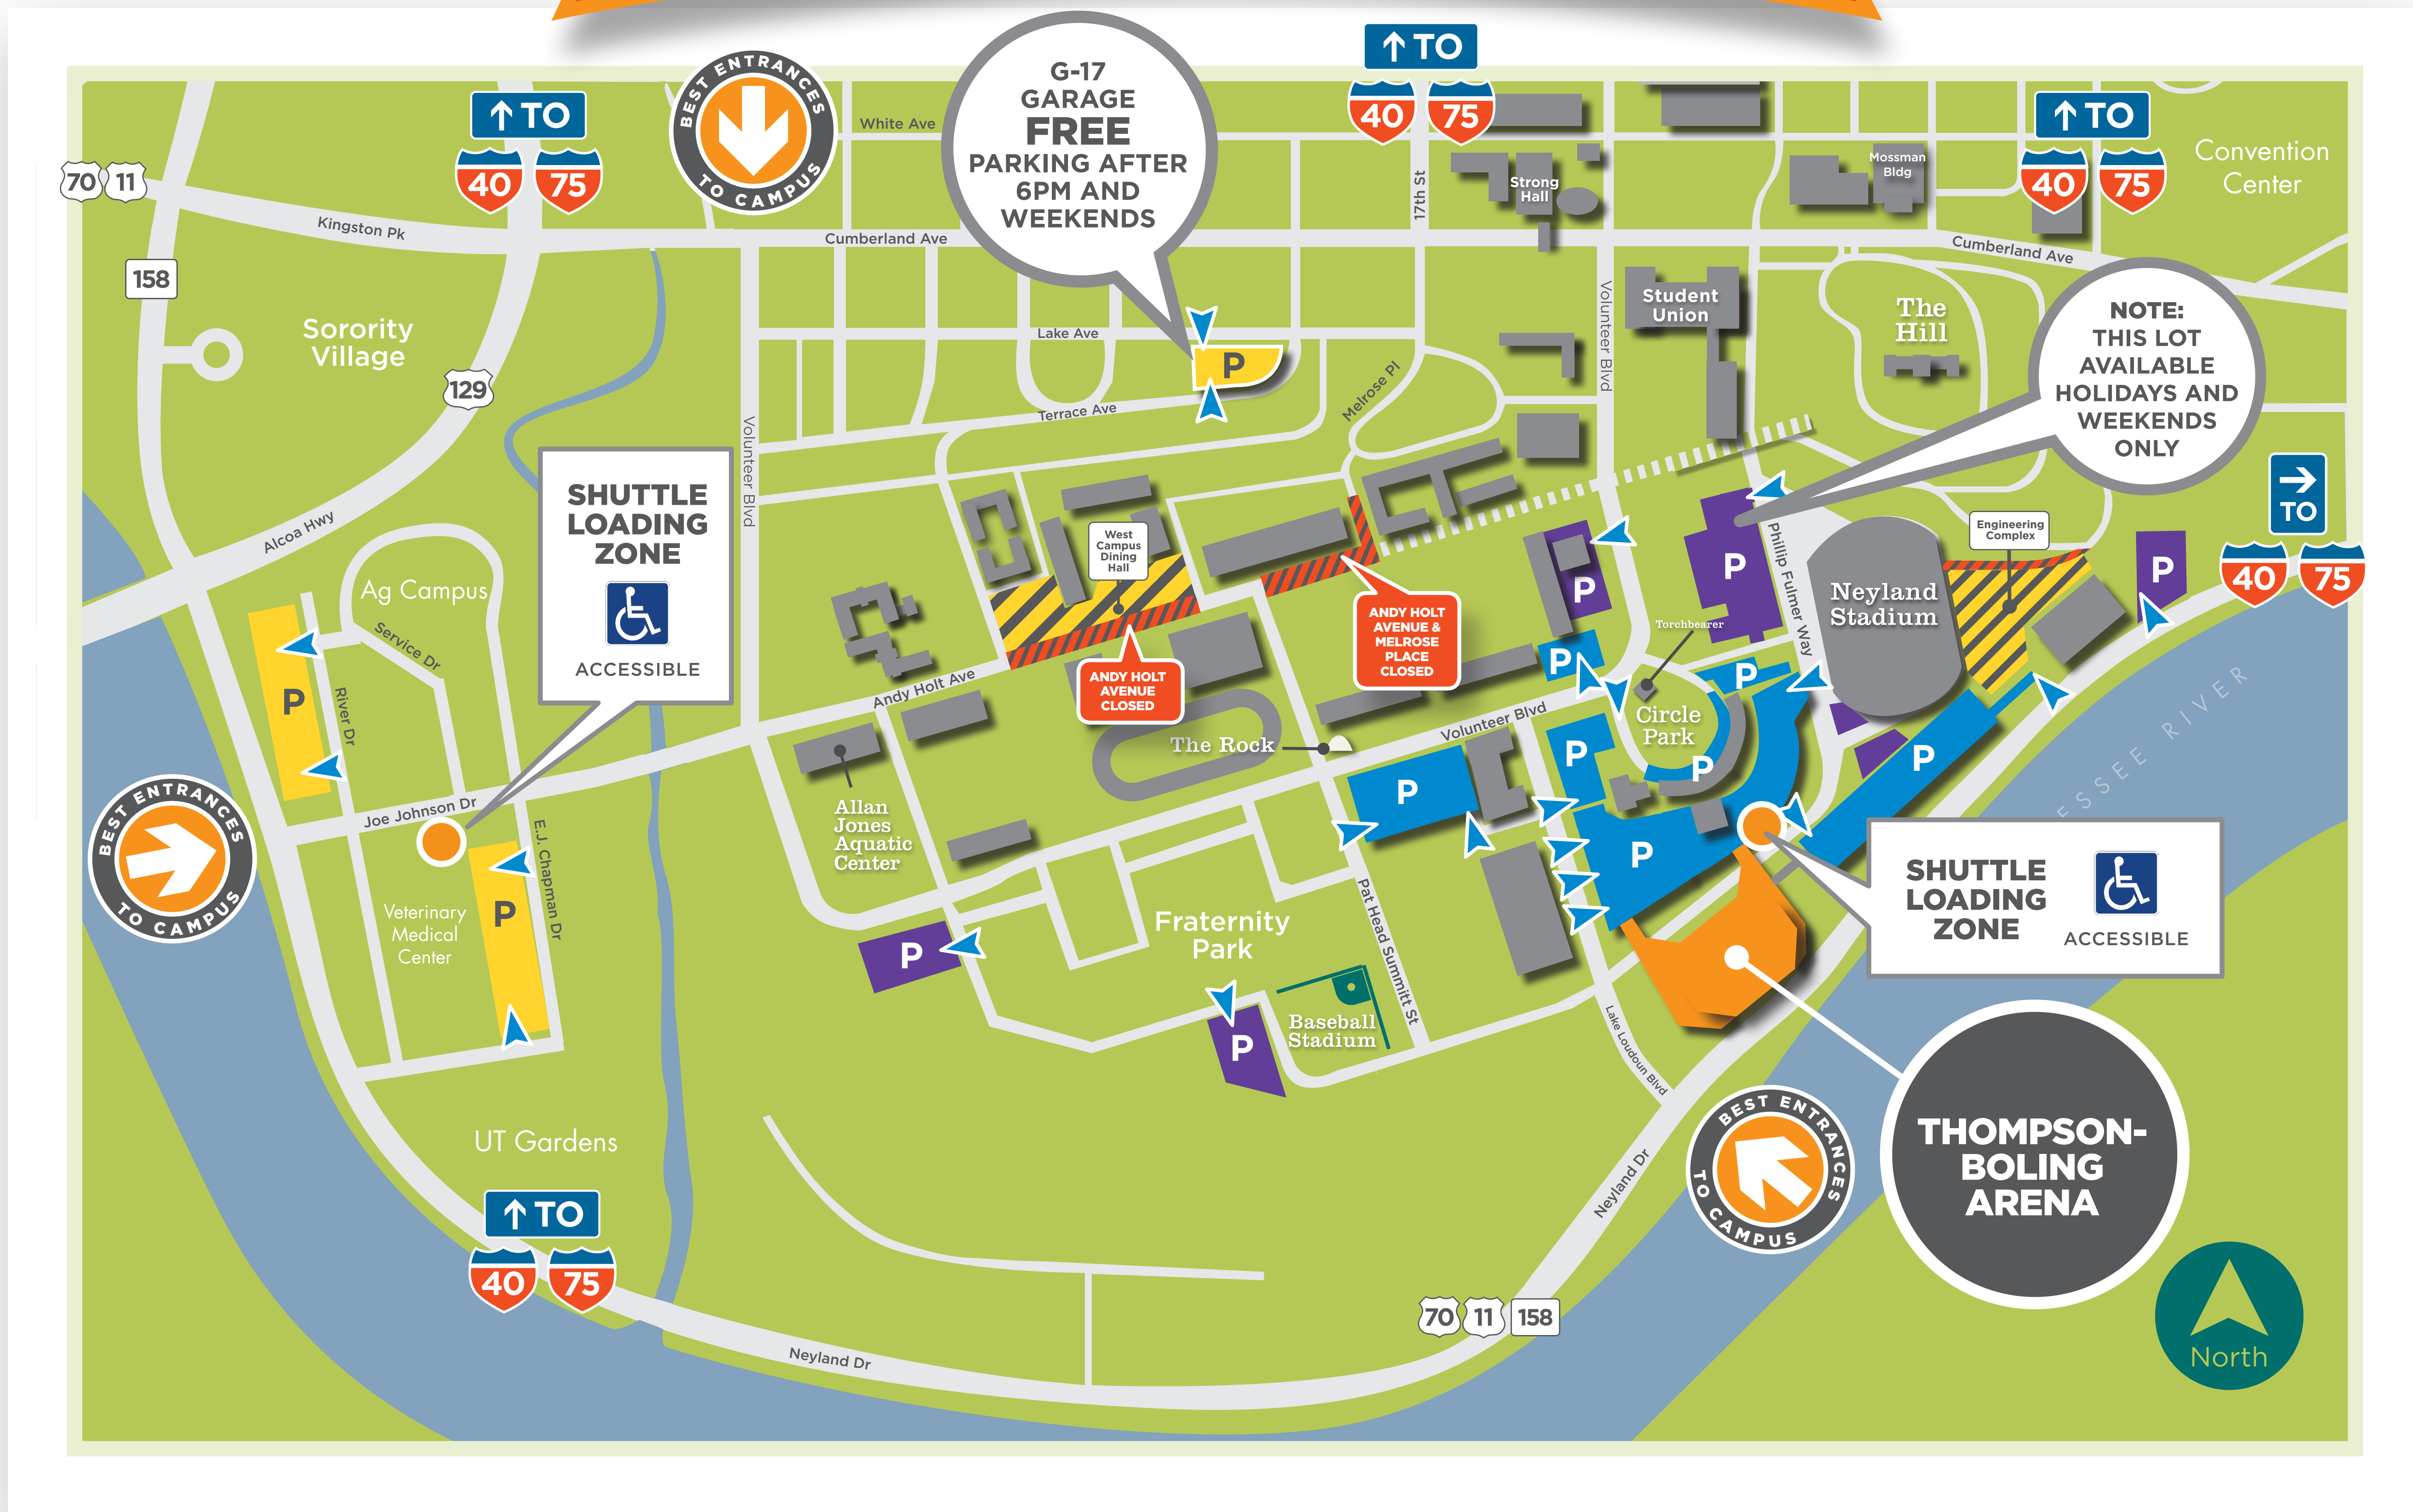 ↑ TO
40 75
BEST ENTRANCES
TO CAMPUS
G-17
GARAGE
FREE
PARKING AFTER
6PM AND
WEEKENDS
↑ TO
40 75
↑ TO
40 75
Convention
Center
White Ave
70 11
Kingston Pk
158
Cumberland Ave
17th St
Strong
Hall
Mossman
Bldg
Cumberland Ave
Sorority
Village
129
Lake Ave
P
Terrace Ave
Melrose Pl
Volunteer Blvd
Student
Union
The
Hill
NOTE:
THIS LOT
AVAILABLE
HOLIDAYS AND
WEEKENDS
ONLY
→
TO
40 75
Alcoa Hwy
SHUTTLE
LOADING
ZONE
ACCESSIBLE
Volunteer Blvd
West
Campus
Dining
Hall
ANDY HOLT
AVENUE
CLOSED
ANDY HOLT
AVENUE &
MELROSE
PLACE
CLOSED
P
P
P
Phillip Fulmer Way
Neyland
Stadium
Engineering
Complex
P
Torchbearer
Ag Campus
Service Dr
River Dr
P
Joe Johnson Dr
E.J. Chapman Dr
P
Veterinary
Medical
Center
BEST ENTRANCES
TO CAMPUS
Andy Holt Ave
Allan
Jones
Aquatic
Center
The Rock
Volunteer Blvd
Circle
Park
P
P
P
P
P
P
ESSEE RIVER
SHUTTLE
LOADING
ZONE
ACCESSIBLE
P
Fraternity
Park
P
Baseball
Stadium
Pat Head Summitt St
Lake Loudoun Blvd
Neyland Dr
BEST ENTRANCES
TO CAMPUS
THOMPSON-
BOLING
ARENA
UT Gardens
↑ TO
40 75
70 11 158
Neyland Dr
North